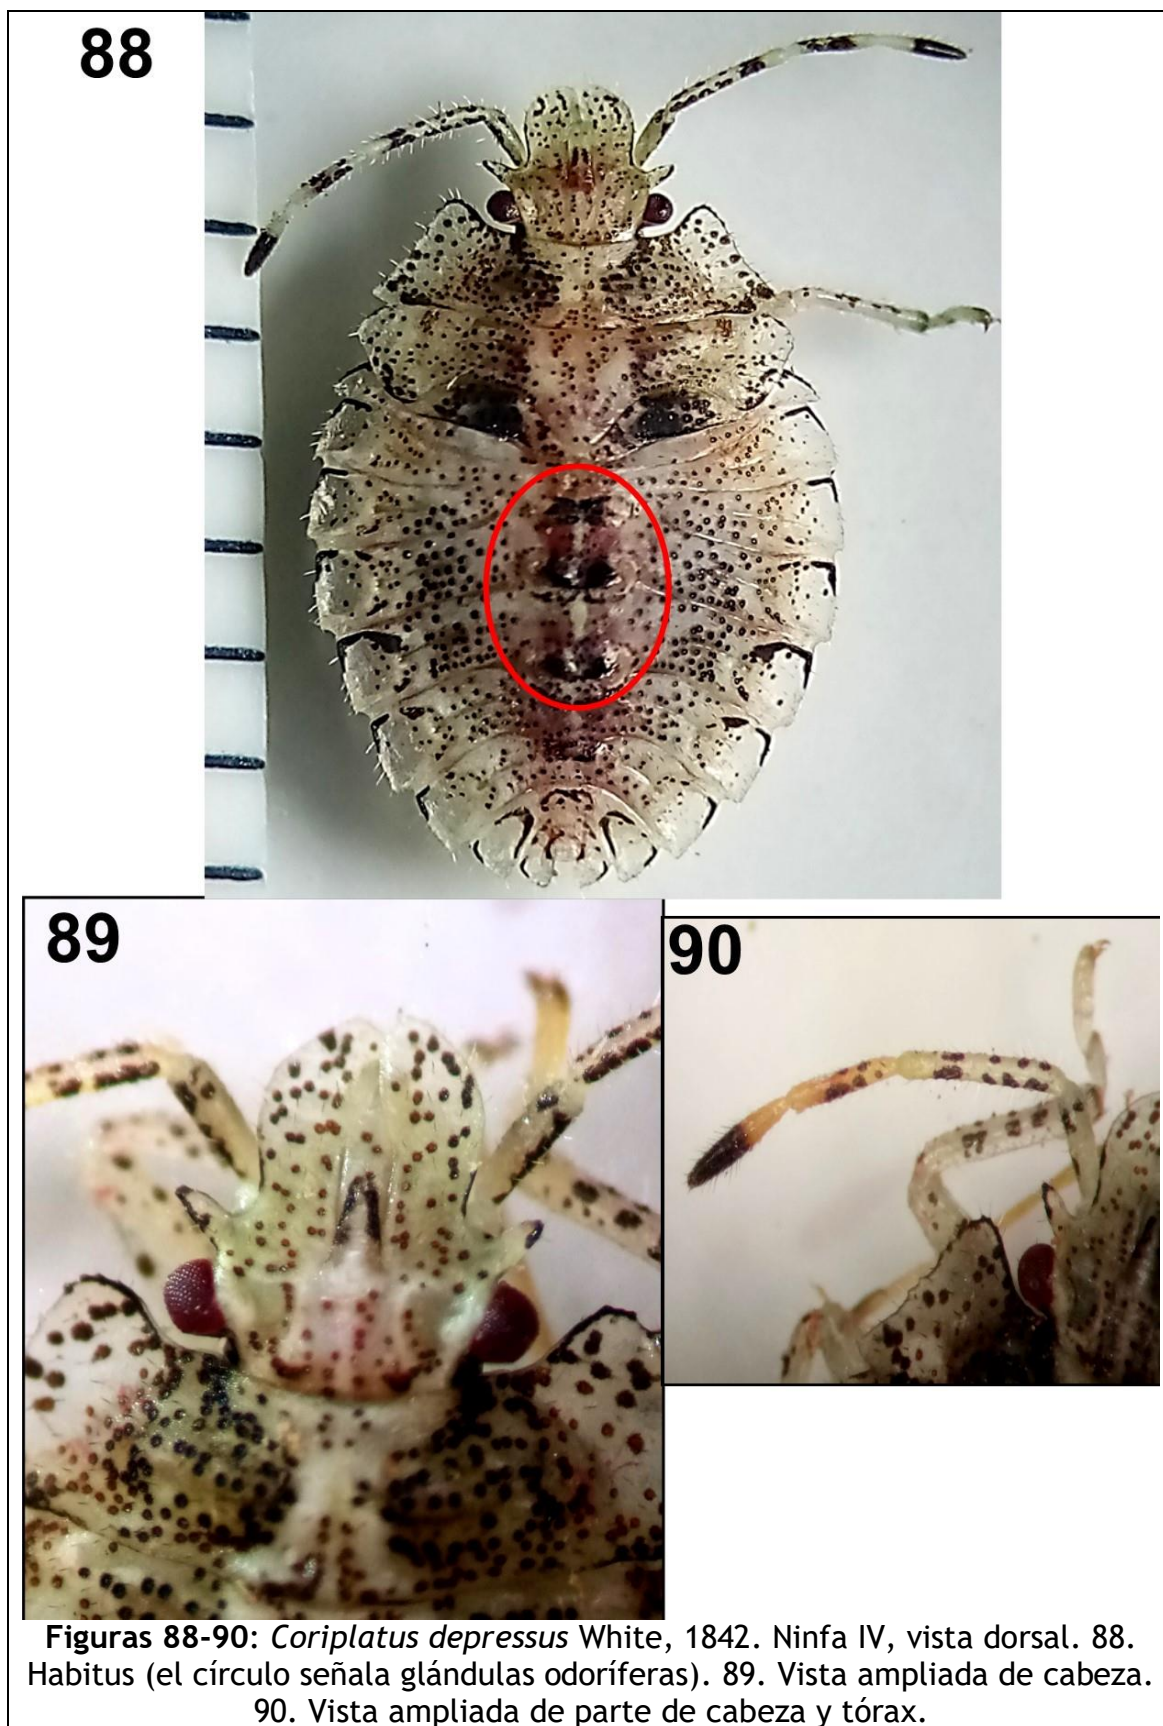 88
89
90
Figuras 88-90: Coriplatus depressus White, 1842. Ninfa IV, vista dorsal. 88.
Habitus (el círculo señala glándulas odoríferas). 89. Vista ampliada de cabeza.
90. Vista ampliada de parte de cabeza y tórax.